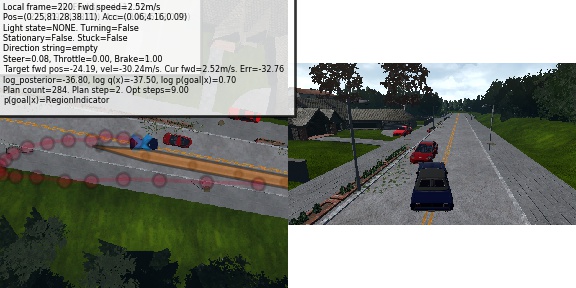 Local frame=220. Fwd speed=2.52m/s
Pos=(0.25,81.28,38.11). Acc=(0.06,4.16,0.09)
Light state=NONE. Turning=False.
Stationary=False. Stuck=False
Direction string=empty
Steer=0.08, Throttle=0.00, Brake=1.00
Target fwd pos=-24.19, vel=-30.24m/s. Cur fwd=2.52m/s. Err=-32.76
log_posterior=-36.80, log q(x)=-37.50, log p(goal|x)=0.70
Plan count=284. Plan step=2. Opt steps=9.00
p(goal|x)=RegionIndicator